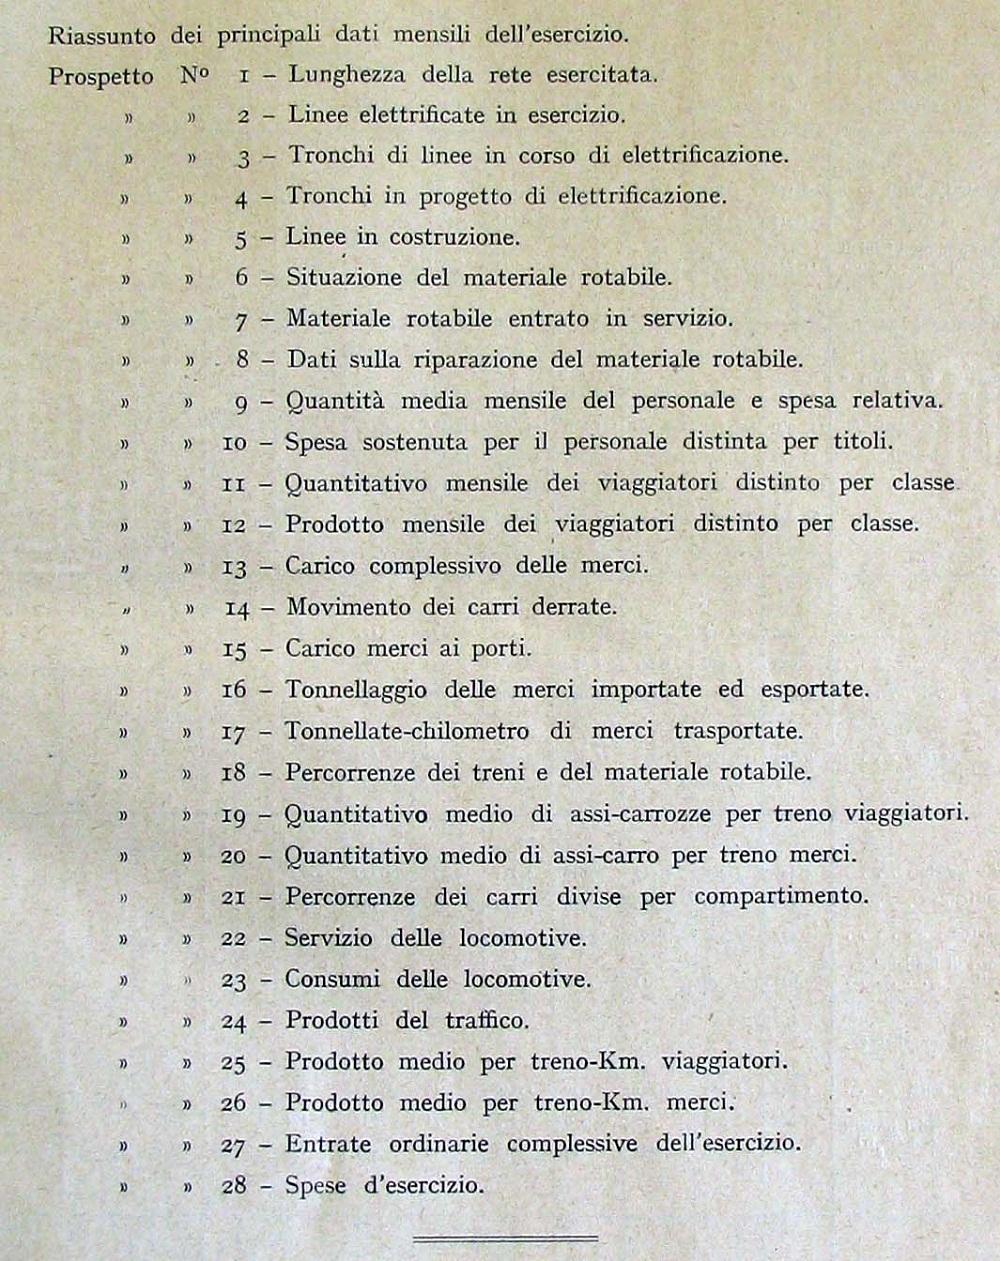 Riassunto dei principali dati mensili dell'esercizio.
Prospetto Nº 1 – Lunghezza della rete esercitata.
» » 2 – Linee elettrificate in esercizio.
» » 3 – Tronchi di linee in corso di elettrificazione.
» » 4 – Tronchi in progetto di elettrificazione.
» » 5 – Linee in costruzione.
» » 6 – Situazione del materiale rotabile.
» » 7 – Materiale rotabile entrato in servizio.
» » 8 – Dati sulla riparazione del materiale rotabile.
» » 9 – Quantità media mensile del personale e spesa relativa.
» » 10 – Spesa sostenuta per il personale distinta per titoli.
» » 11 – Quantitativo mensile dei viaggiatori distinto per classe.
» » 12 – Prodotto mensile dei viaggiatori distinto per classe.
» » 13 – Carico complessivo delle merci.
» » 14 – Movimento dei carri derrate.
» » 15 – Carico merci ai porti.
» » 16 – Tonnellaggio delle merci importate ed esportate.
» » 17 – Tonnellate-chilometro di merci trasportate.
» » 18 – Percorrenze dei treni e del materiale rotabile.
» » 19 – Quantitativo medio di assi-carrozze per treno viaggiatori.
» » 20 – Quantitativo medio di assi-carro per treno merci.
» » 21 – Percorrenze dei carri divise per compartimento.
» » 22 – Servizio delle locomotive.
» » 23 – Consumi delle locomotive.
» » 24 – Prodotti del traffico.
» » 25 – Prodotto medio per treno-Km. viaggiatori.
» » 26 – Prodotto medio per treno-Km. merci.
» » 27 – Entrate ordinarie complessive dell'esercizio.
» » 28 – Spese d'esercizio.